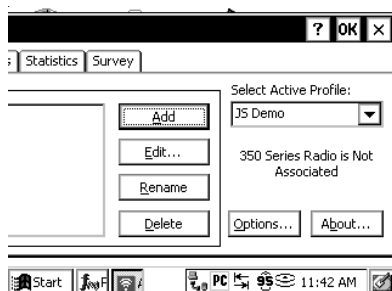 ? OK ×
Statistics Survey
Select Active Profile:
Add
JS Demo
Edit...
350 Series Radio is Not
Associated
Rename
Delete
Options... About...
Start PC 95 11:42 AM